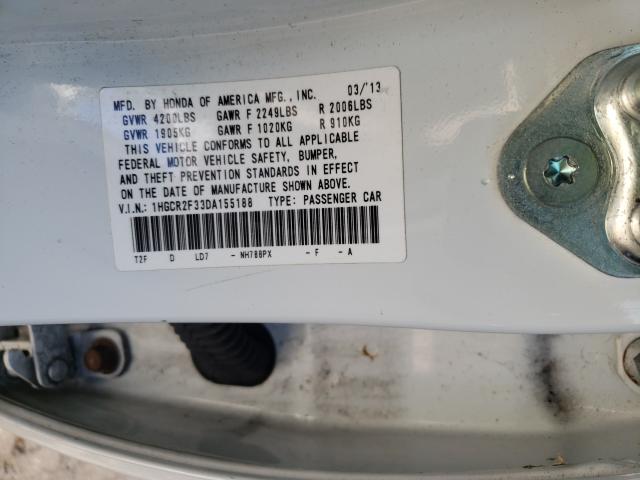 MFD. BY HONDA OF AMERICA MFG., INC. 03/'13
GVWR 4200LBS GAWR F 2249LBS R 2006LBS
GVWR 1905KG GAWR F 1020KG R 910KG
THIS VEHICLE CONFORMS TO ALL APPLICABLE
FEDERAL MOTOR VEHICLE SAFETY, BUMPER,
AND THEFT PREVENTION STANDARDS IN EFFECT
ON THE DATE OF MANUFACTURE SHOWN ABOVE.
V.I.N.: 1HGCR2F33DA155188 TYPE: PASSENGER CAR
T2F D LD7 - NH788PX - F - A